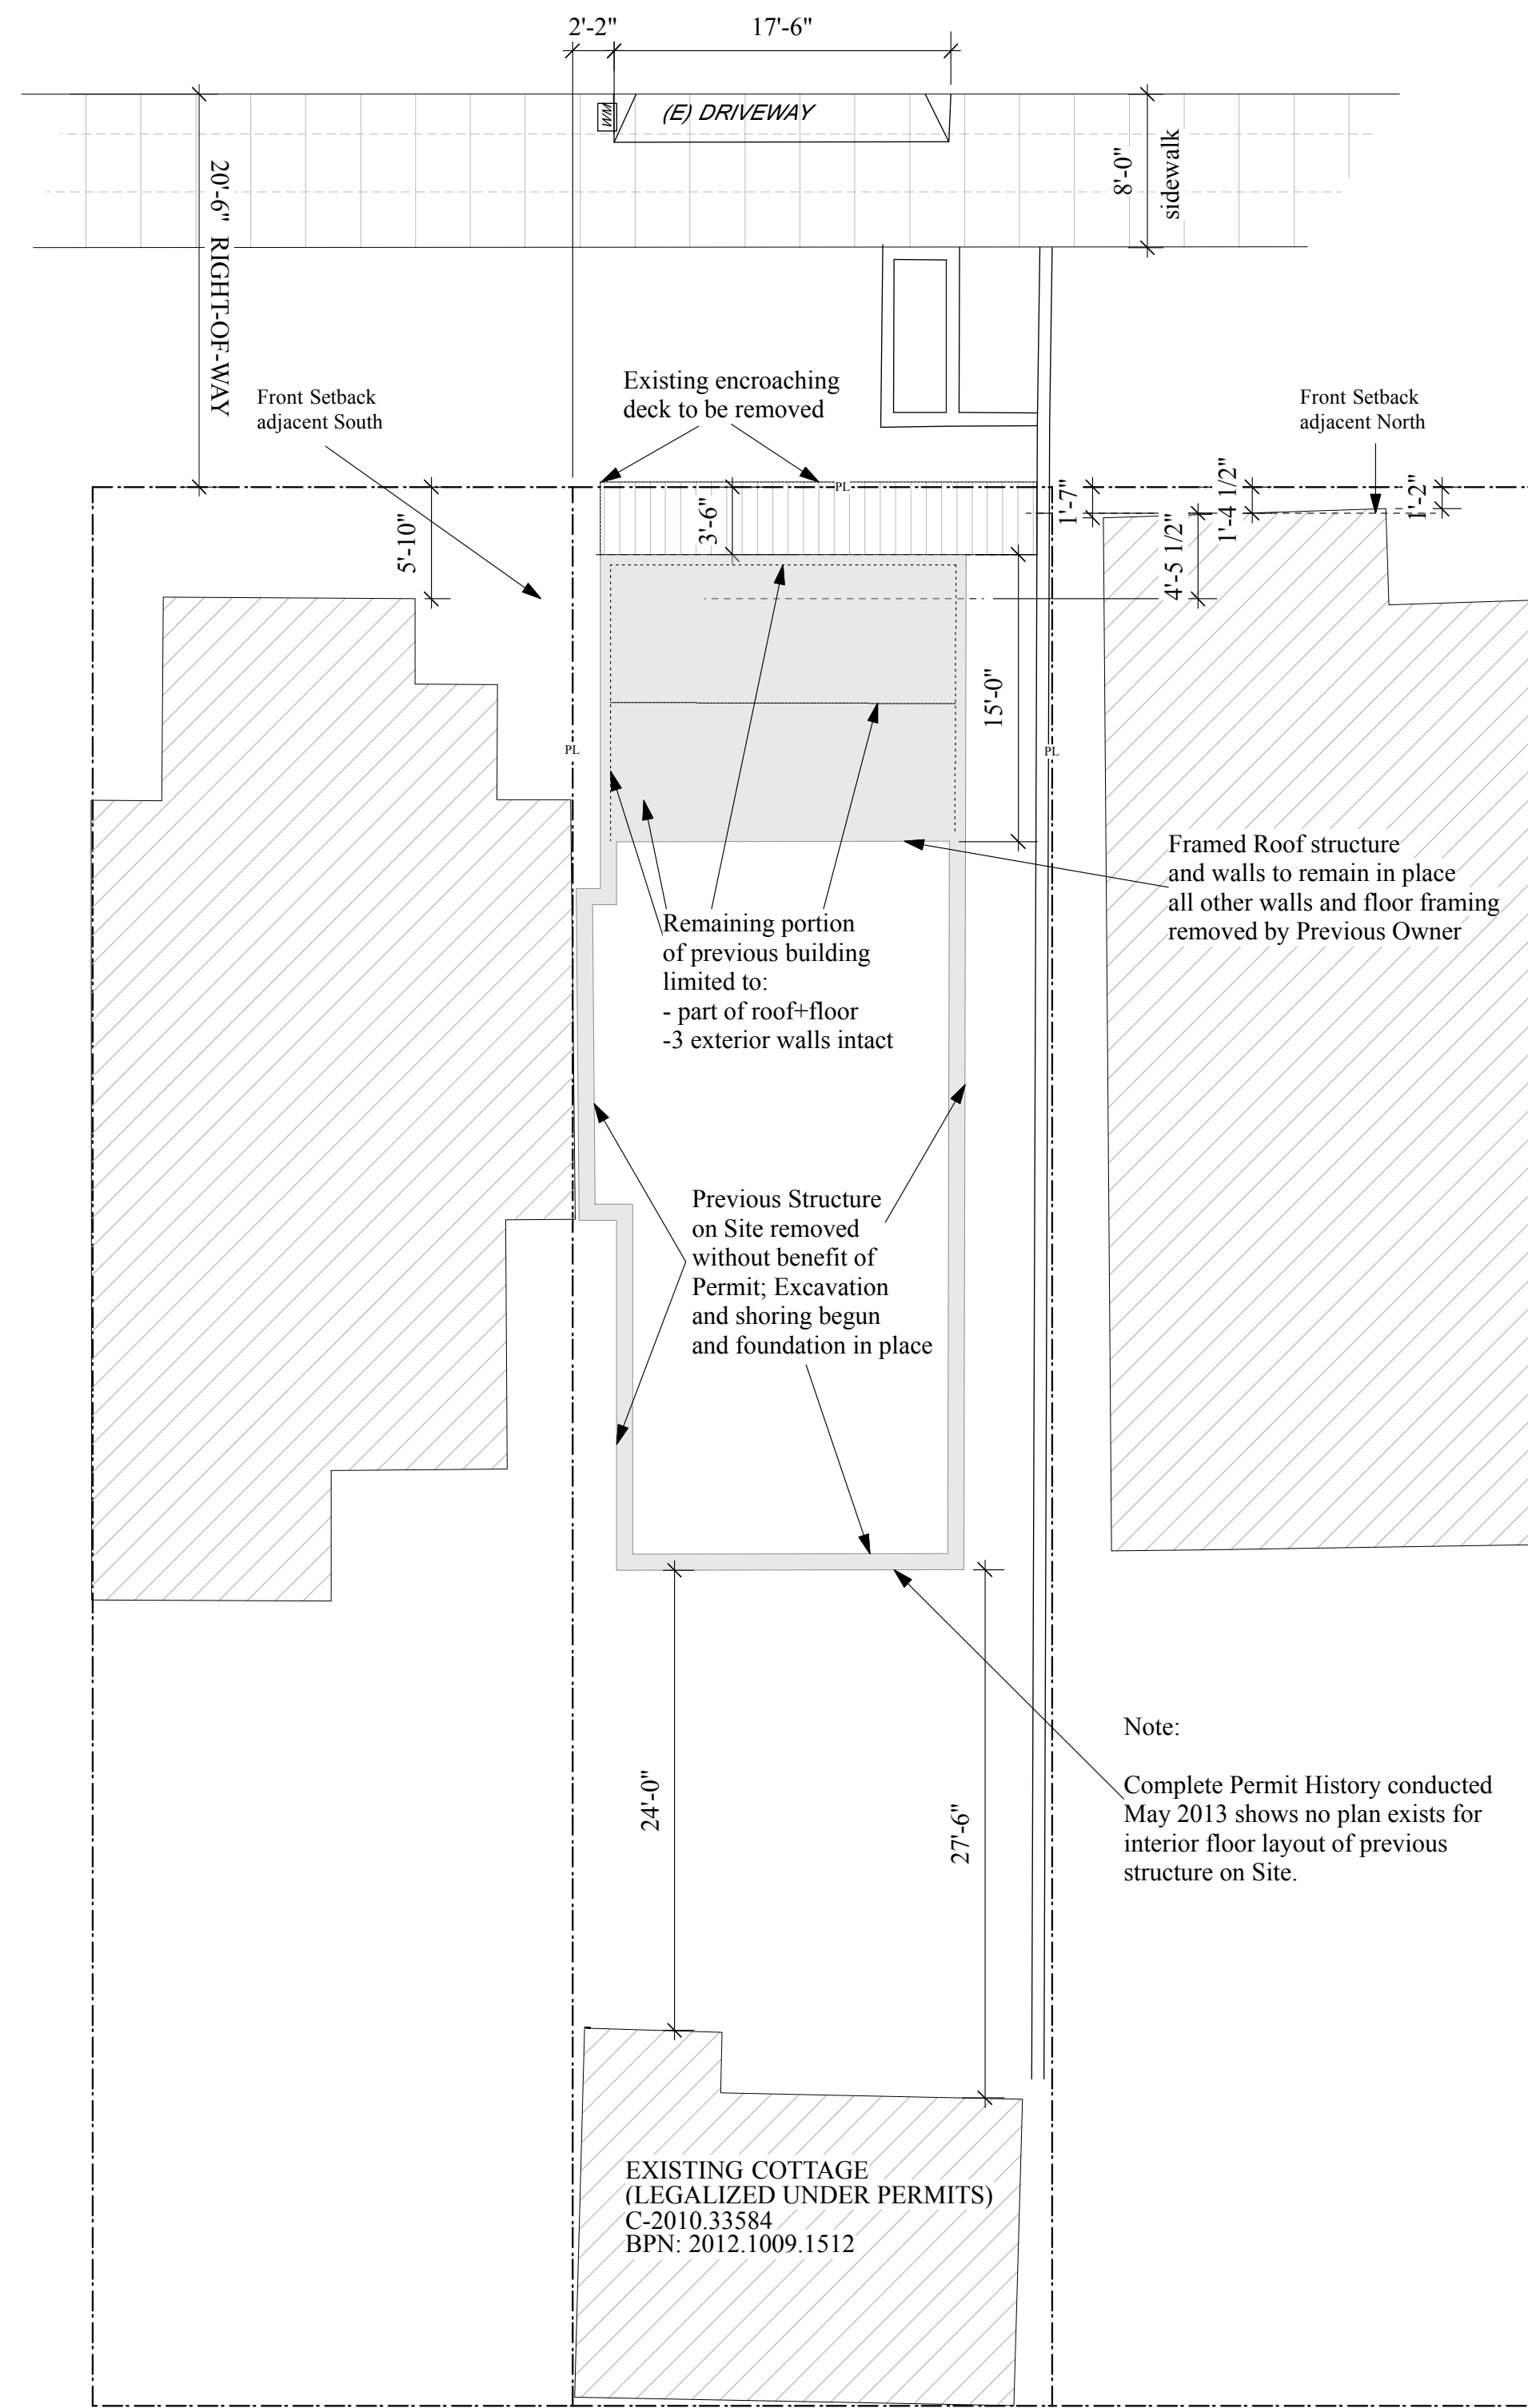 2'-2"
17'-6"
WM
(E) DRIVEWAY
20'-6" RIGHT-OF-WAY
8'-0"
sidewalk
Front Setback
adjacent South
Existing encroaching
deck to be removed
Front Setback
adjacent North
PL
5'-10"
3'-6"
1'-7"
4'-5 1/2"
1'-4 1/2"
1'-2"
15'-0"
PL
PL
Framed Roof structure
and walls to remain in place
all other walls and floor framing
removed by Previous Owner
Remaining portion
of previous building
limited to:
- part of roof+floor
-3 exterior walls intact
Previous Structure
on Site removed
without benefit of
Permit; Excavation
and shoring begun
and foundation in place
24'-0"
27'-6"
Note:
Complete Permit History conducted
May 2013 shows no plan exists for
interior floor layout of previous
structure on Site.
EXISTING COTTAGE
(LEGALIZED UNDER PERMITS)
C-2010.33584
BPN: 2012.1009.1512